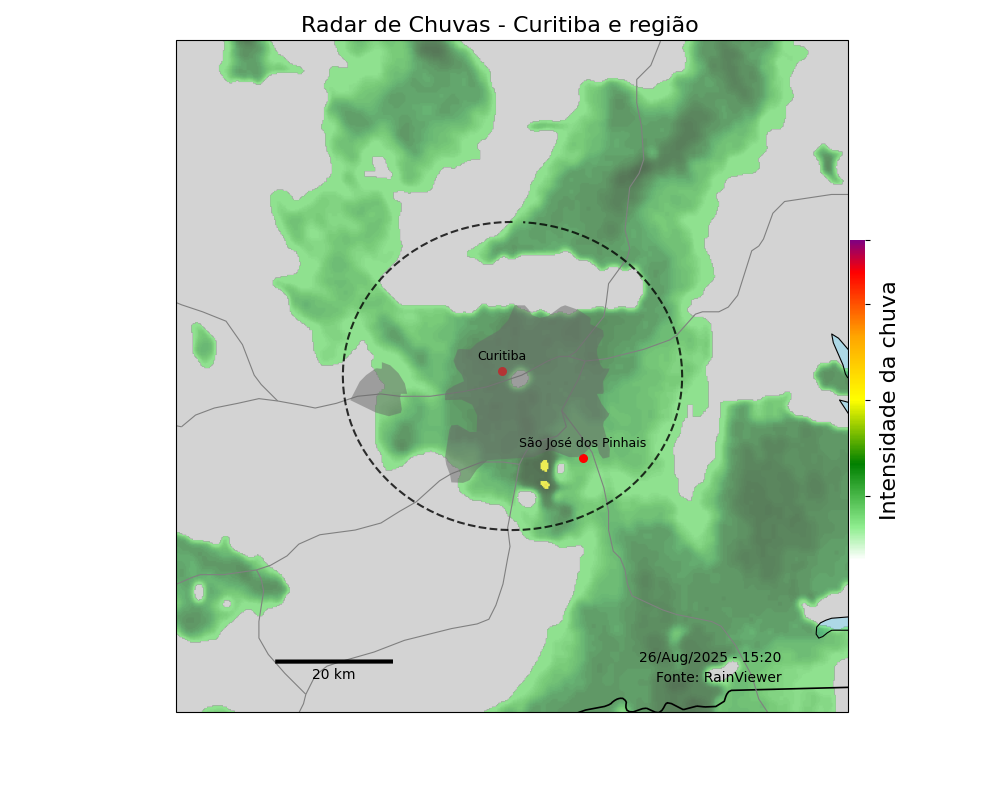 Radar de Chuvas - Curitiba e região
Curitiba
São José dos Pinhais
Intensidade da chuva
26/Aug/2025 - 15:20
Fonte: RainViewer
20 km